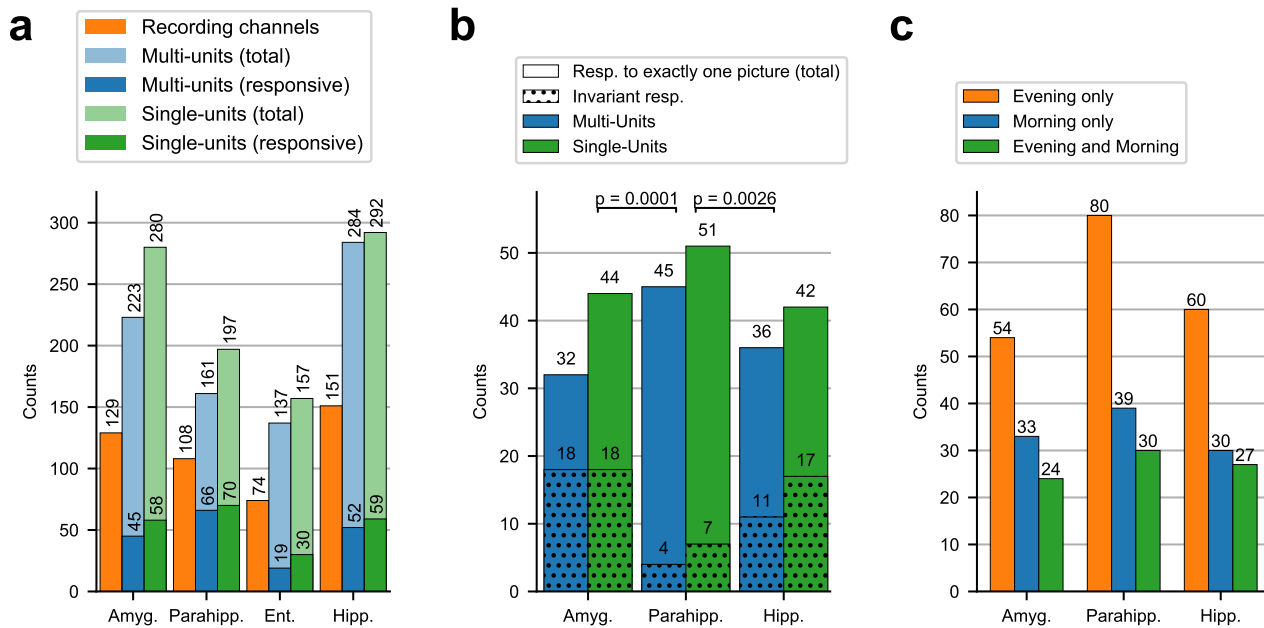 a
Recording channels
Multi-units (total)
Multi-units (responsive)
Single-units (total)
Single-units (responsive)
Counts
300
250
200
150
100
50
0
129
223
45
280
58
108
161
66
197
70
74
137
19
157
30
151
284
52
292
59
Amyg.
Parahipp.
Ent.
Hipp.
b
Resp. to exactly one picture (total)
Invariant resp.
Multi-Units
Single-Units
p = 0.0001
p = 0.0026
Counts
50
40
30
20
10
0
32
18
44
18
45
4
51
7
36
11
42
17
Amyg.
Parahipp.
Hipp.
c
Evening only
Morning only
Evening and Morning
Counts
80
70
60
50
40
30
20
10
0
54
33
24
80
39
30
60
30
27
Amyg.
Parahipp.
Hipp.